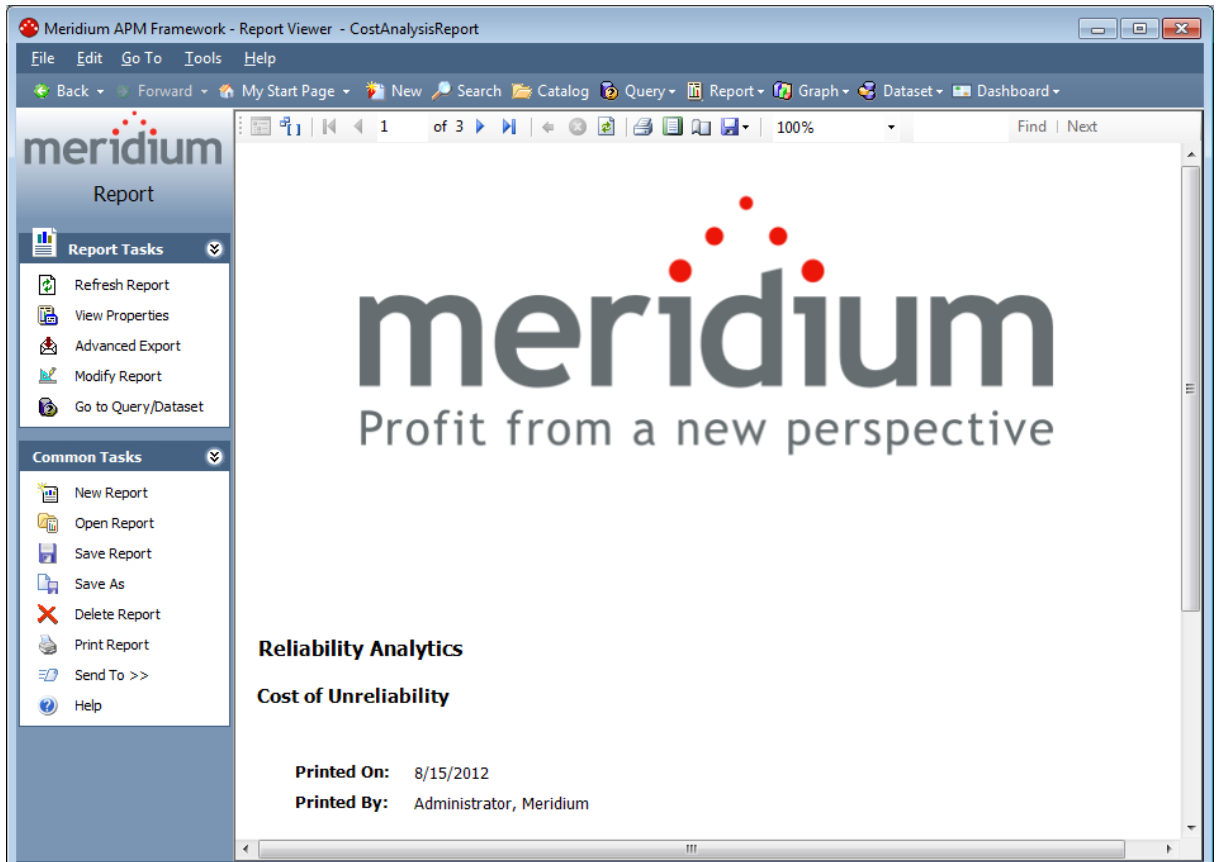 Meridium APM Framework - Report Viewer - CostAnalysisReport
File Edit Go To Tools Help
Back Forward My Start Page New Search Catalog Query Report Graph Dataset Dashboard
1 of 3 100% Find | Next
meridium
Report
Report Tasks
Refresh Report
View Properties
Advanced Export
Modify Report
Go to Query/Dataset
Common Tasks
New Report
Open Report
Save Report
Save As
Delete Report
Print Report
Send To >>
Help
meridium
Profit from a new perspective
Reliability Analytics
Cost of Unreliability
Printed On: 8/15/2012
Printed By: Administrator, Meridium